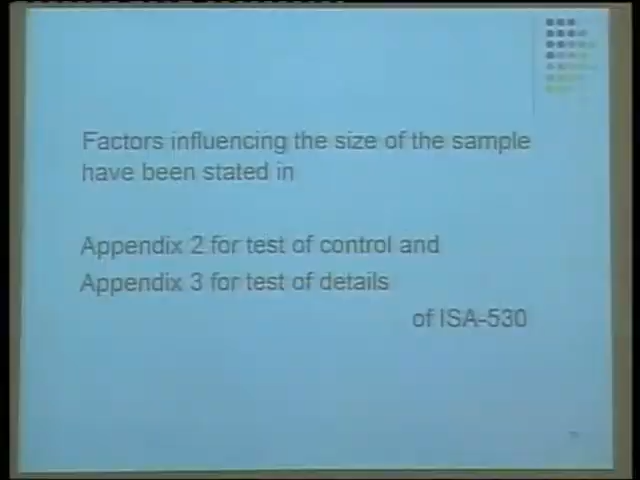 Factors influencing the size of the sample
have been stated in
Appendix 2 for test of control and
Appendix 3 for test of details
of ISA-530